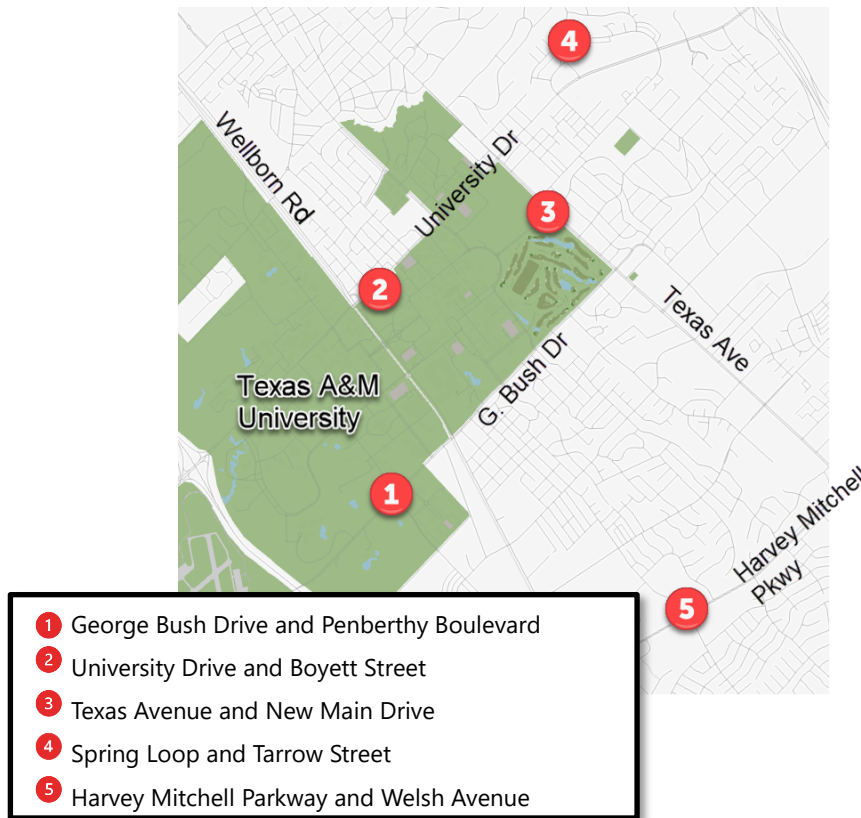 4
Wellborn Rd
University Dr
3
2
Texas Ave
G. Bush Dr
Texas A&M
University
1
Harvey Mitchell
Pkwy
5
1 George Bush Drive and Penberthy Boulevard
2 University Drive and Boyett Street
3 Texas Avenue and New Main Drive
4 Spring Loop and Tarrow Street
5 Harvey Mitchell Parkway and Welsh Avenue